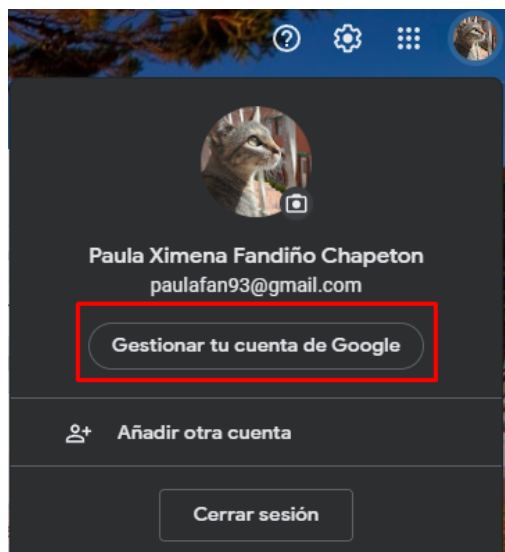 Paula Ximena Fandiño Chapeton
paulafan93@gmail.com
Gestionar tu cuenta de Google
Añadir otra cuenta
Cerrar sesión